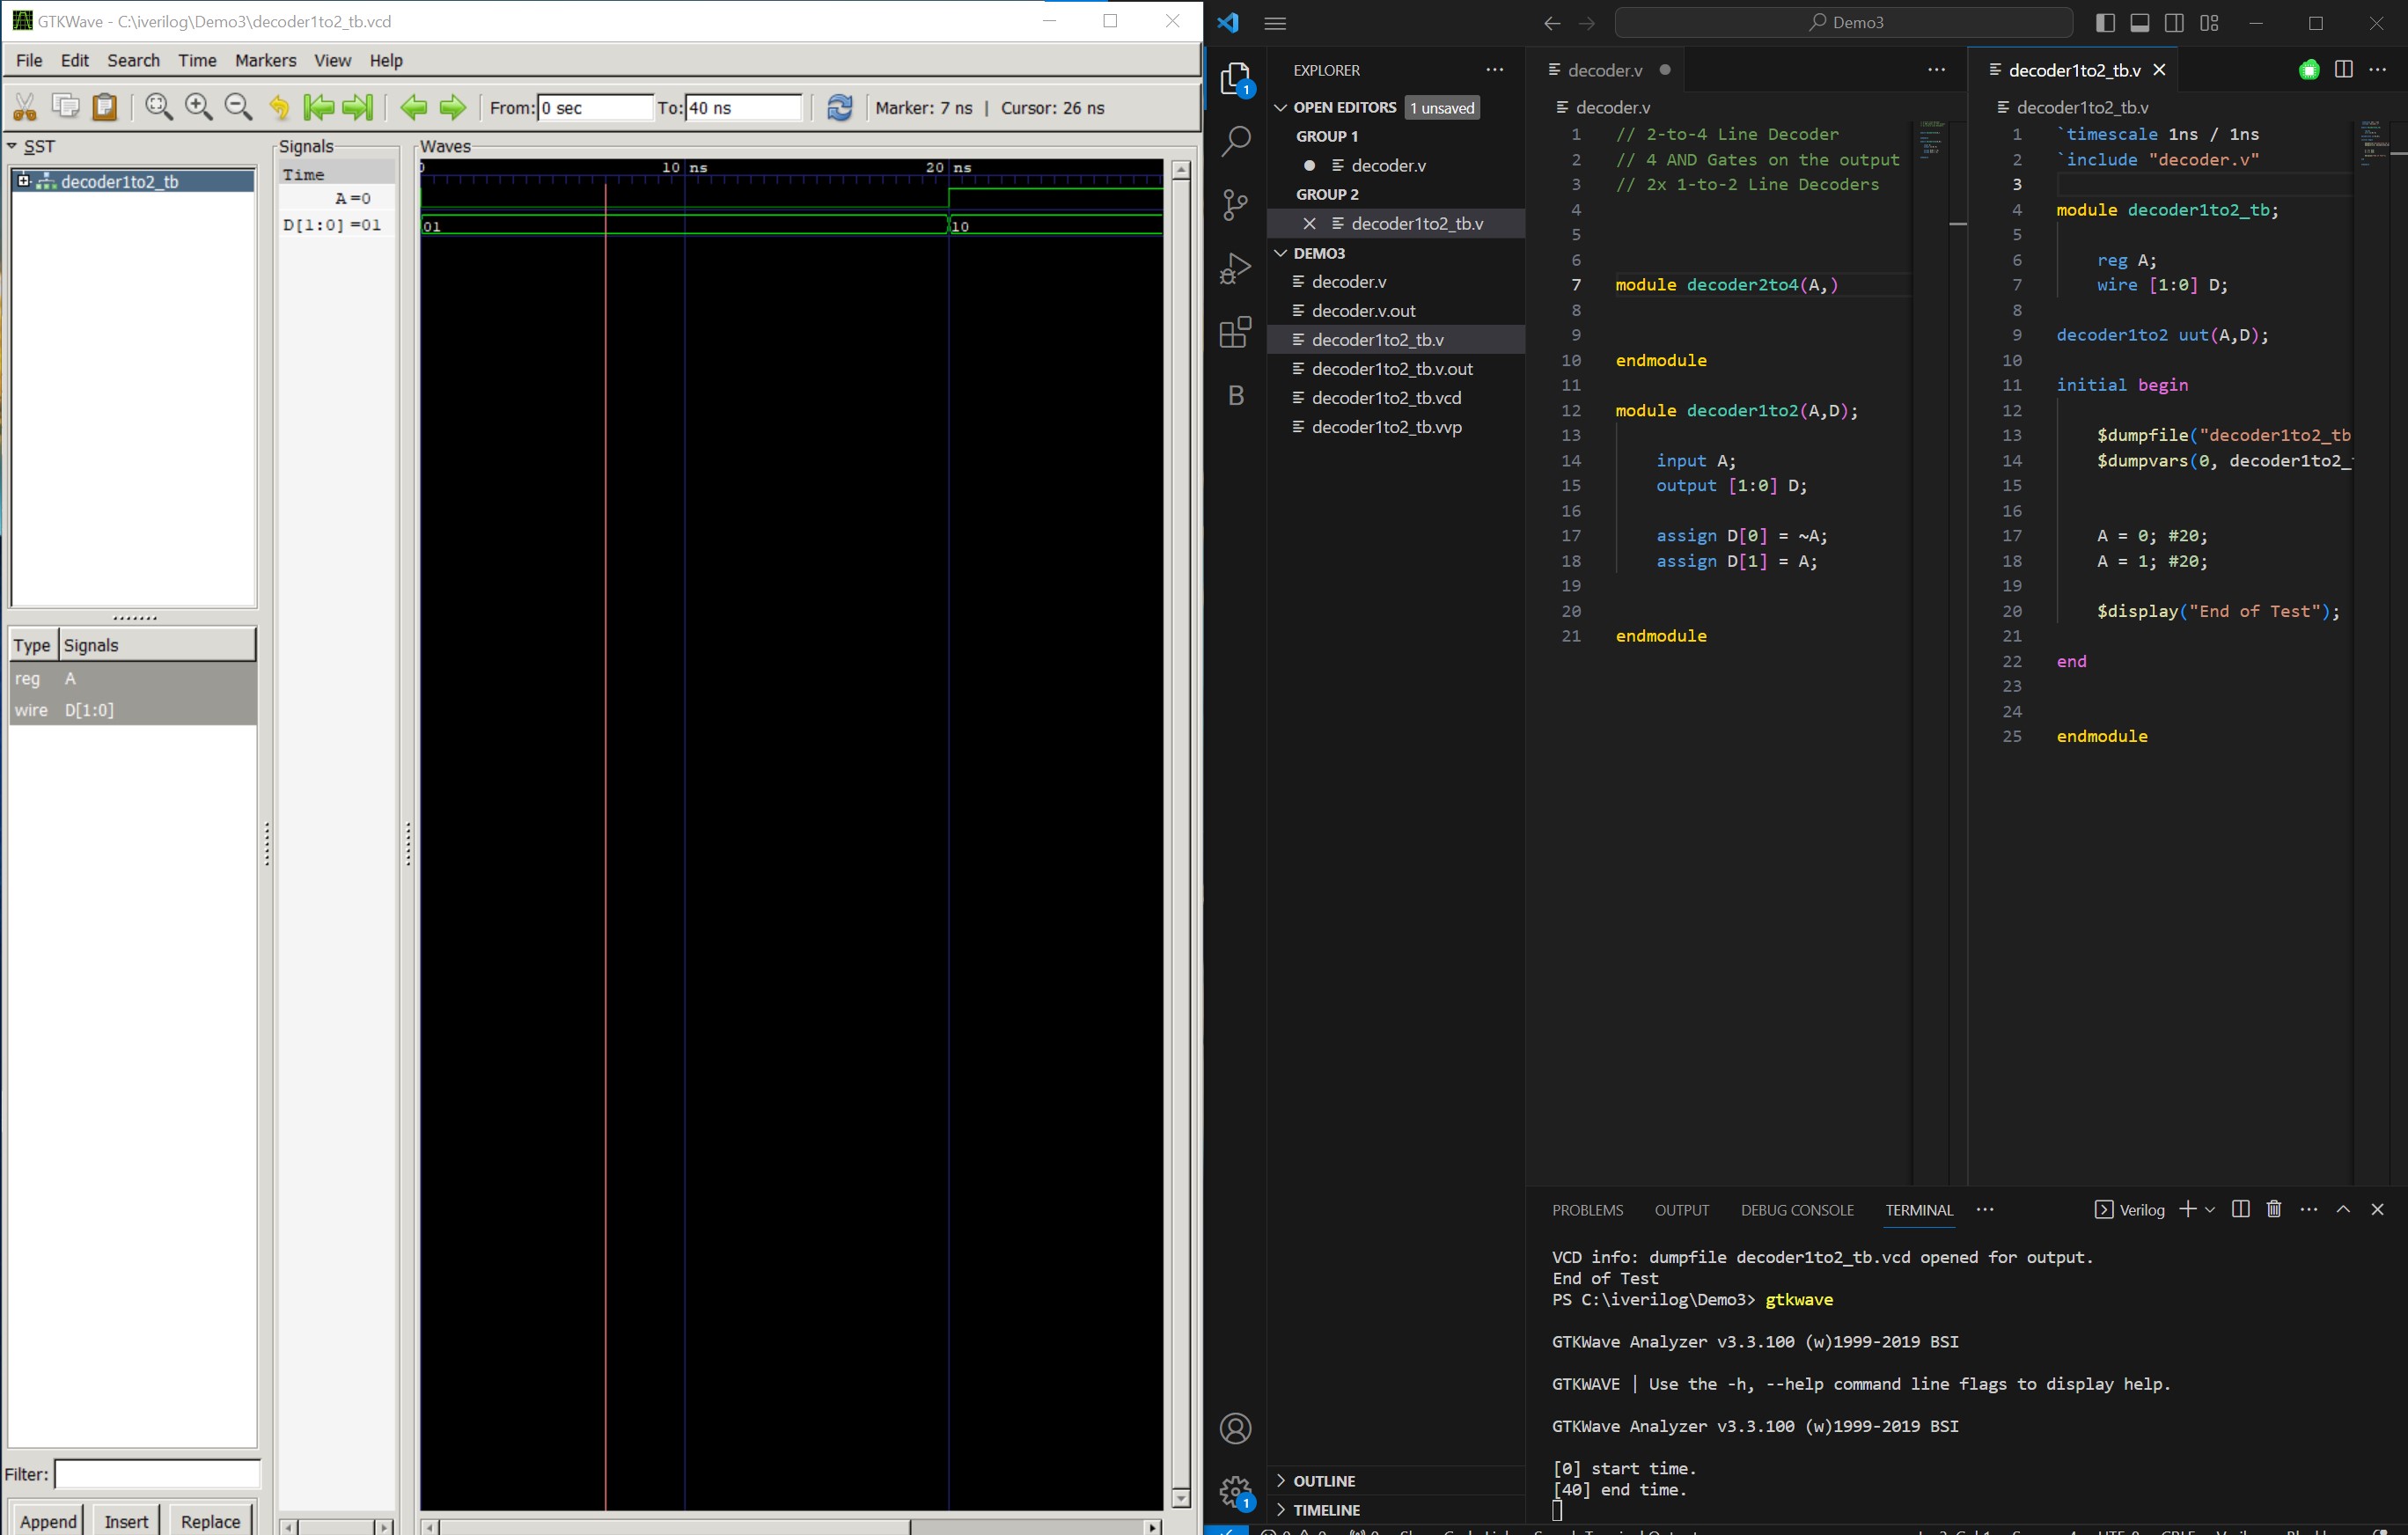 GTKWave - C:\iverilog\Demo3\decoder1to2_tb.vcd
File Edit Search Time Markers View Help
From: 0 sec To: 40 ns Marker: 7 ns | Cursor: 26 ns
SST
decoder1to2_tb
Type Signals
reg A
wire D[1:0]
Filter:
Append Insert Replace
Signals
Time
A =0
D[1:0] =01
Waves
0 10 ns 20 ns
01 10
Demo3
EXPLORER
OPEN EDITORS 1 unsaved
GROUP 1
decoder.v
GROUP 2
decoder1to2_tb.v
DEMO3
decoder.v
decoder.v.out
decoder1to2_tb.v
decoder1to2_tb.v.out
decoder1to2_tb.vcd
decoder1to2_tb.vvp
OUTLINE
TIMELINE
1
B
1
decoder.v
decoder.v
1 // 2-to-4 Line Decoder
2 // 4 AND Gates on the output
3 // 2x 1-to-2 Line Decoders
4
5
6
7 module decoder2to4(A,)
8
9
10 endmodule
11
12 module decoder1to2(A,D);
13
14 input A;
15 output [1:0] D;
16
17 assign D[0] = ~A;
18 assign D[1] = A;
19
20
21 endmodule
decoder1to2_tb.v
decoder1to2_tb.v
1 `timescale 1ns / 1ns
2 `include "decoder.v"
3
4 module decoder1to2_tb;
5
6 reg A;
7 wire [1:0] D;
8
9 decoder1to2 uut(A,D);
10
11 initial begin
12
13 $dumpfile("decoder1to2_tb
14 $dumpvars(0, decoder1to2_
15
16
17 A = 0; #20;
18 A = 1; #20;
19
20 $display("End of Test");
21
22 end
23
24
25 endmodule
PROBLEMS OUTPUT DEBUG CONSOLE TERMINAL
Verilog
VCD info: dumpfile decoder1to2_tb.vcd opened for output.
End of Test
PS C:\iverilog\Demo3> gtkwave
GTKWave Analyzer v3.3.100 (w)1999-2019 BSI
GTKWAVE | Use the -h, --help command line flags to display help.
GTKWave Analyzer v3.3.100 (w)1999-2019 BSI
[0] start time.
[40] end time.